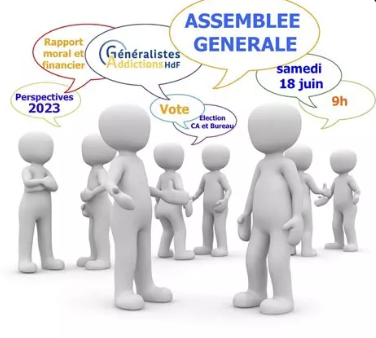 ASSEMBLEE
GENERALE
Rapport
moral et
financier
Généralistes
Addictions HdF
samedi
18 juin
9h
Perspectives
2023
Vote
Élection
CA et Bureau